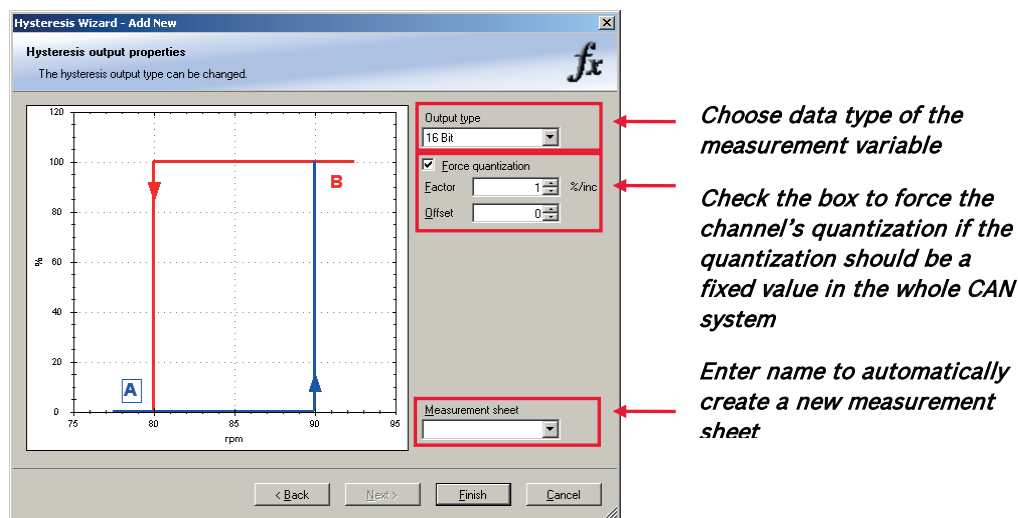 Hysteresis Wizard - Add New
Hysteresis output properties
The hysteresis output type can be changed.
fx
120
100
80
60
40
20
0
%
75
80
85
90
95
rpm
A
B
Output type
16 Bit
Force quantization
Factor 1 %/inc
Offset 0
Measurement sheet
< Back Next > Finish Cancel
Choose data type of the
measurement variable
Check the box to force the
channel's quantization if the
quantization should be a
fixed value in the whole CAN
system
Enter name to automatically
create a new measurement
sheet